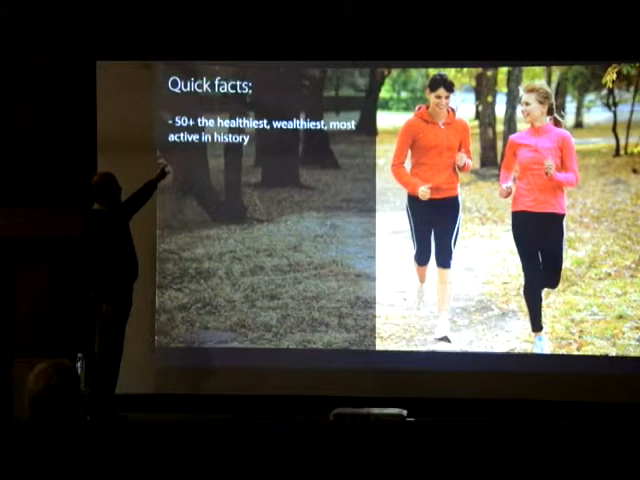 Quick facts:
- 50+ the healthiest, wealthiest, most
active in history